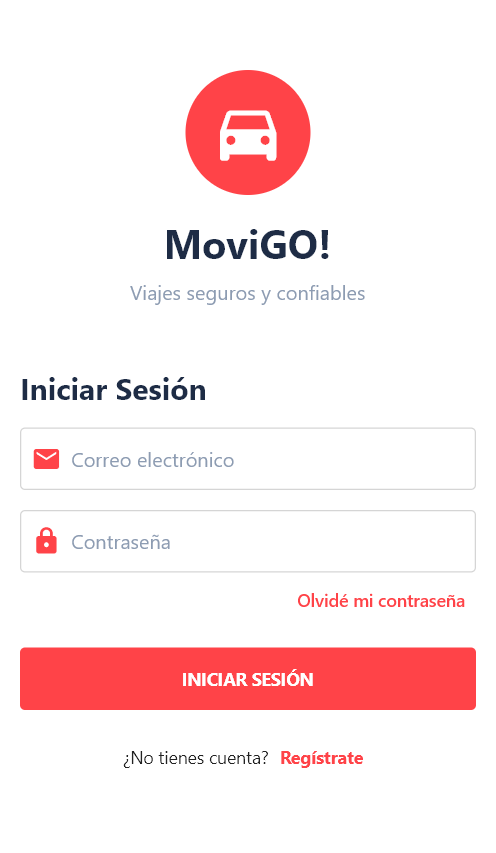 MoviGO!
Viajes seguros y confiables
Iniciar Sesión
Correo electrónico
Contraseña
Olvidé mi contraseña
INICIAR SESIÓN
¿No tienes cuenta? Regístrate